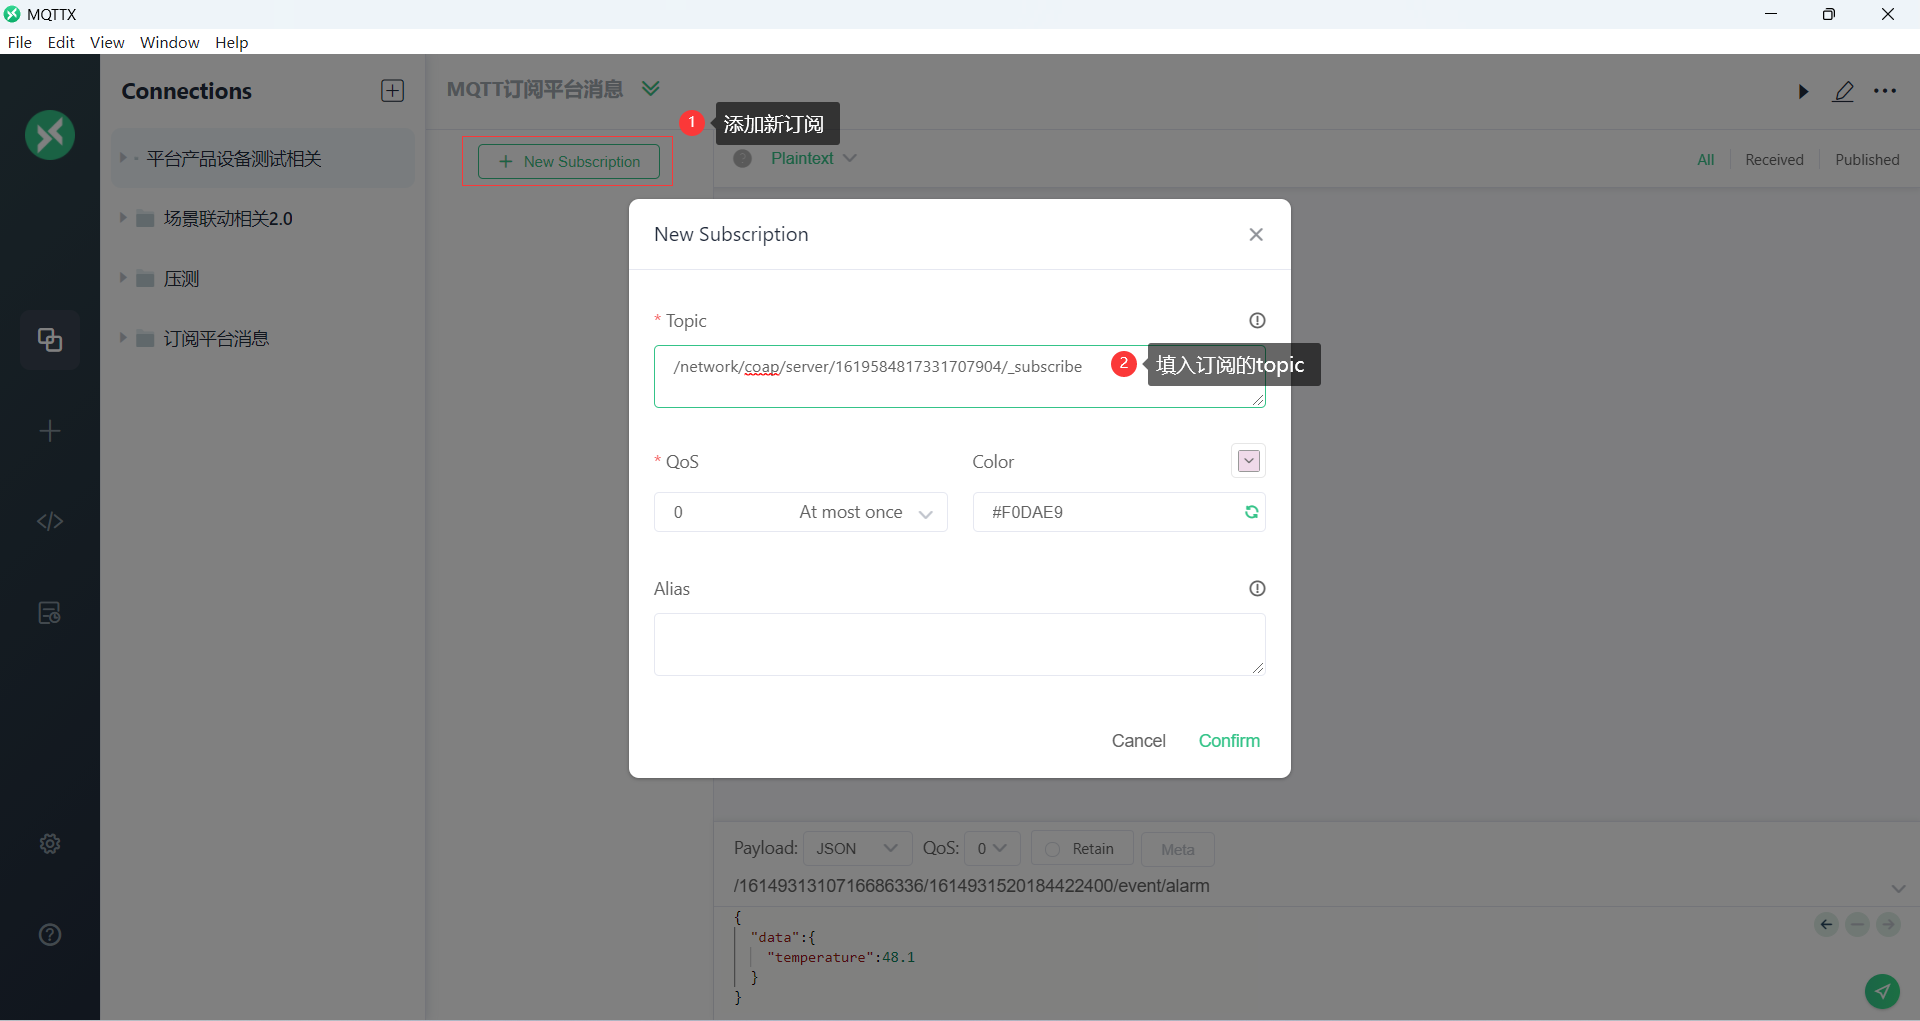 MQTTX
File Edit View Window Help
Connections
平台产品设备测试相关
场景联动相关2.0
压测
订阅平台消息
MQTT订阅平台消息
1 添加新订阅
+ New Subscription
? Plaintext
All Received Published
New Subscription
* Topic
/network/coap/server/1619584817331707904/_subscribe
2 填入订阅的topic
* QoS
0 At most once
Color
#F0DAE9
Alias
Cancel Confirm
Payload: JSON QoS: 0 Retain Meta
/1614931310716686336/1614931520184422400/event/alarm
{
"data":{
"temperature":48.1
}
}